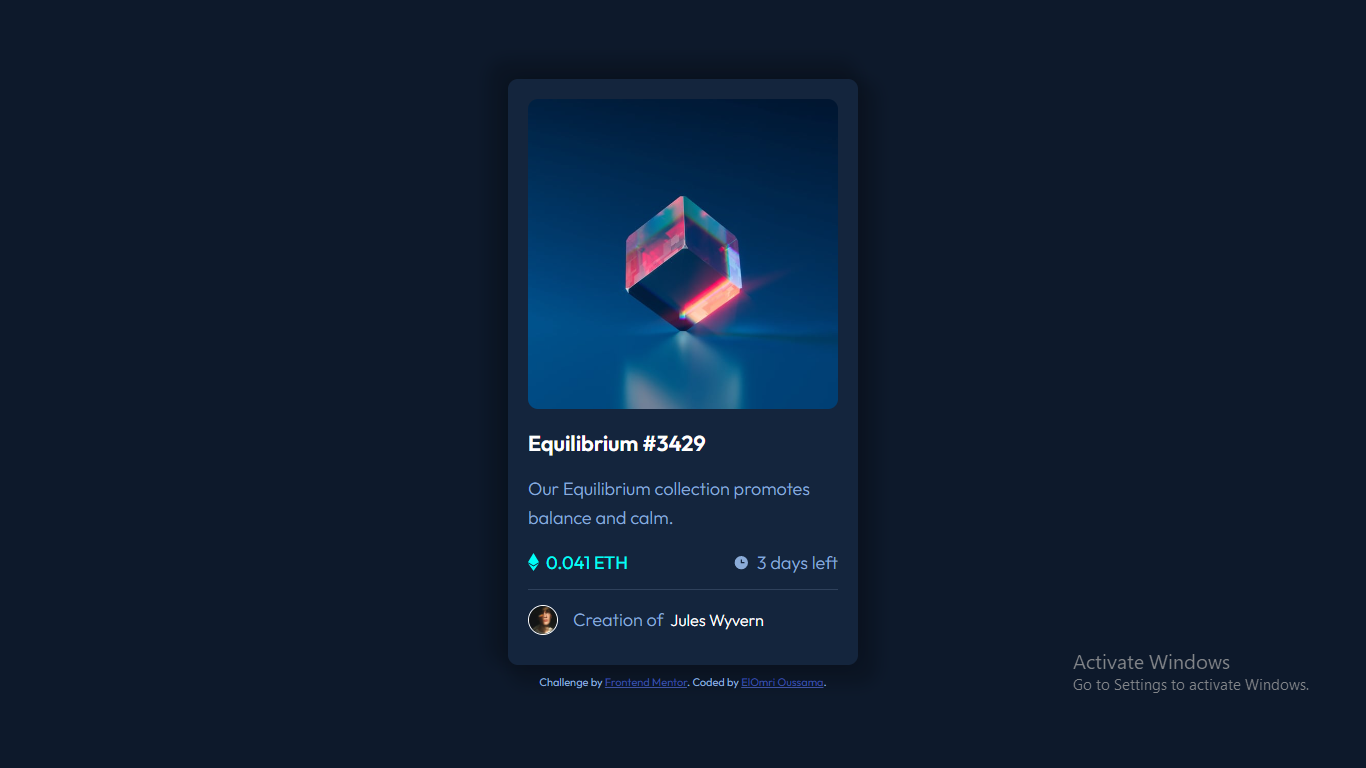 Equilibrium #3429
Our Equilibrium collection promotes
balance and calm.
0.041 ETH
3 days left
Creation of Jules Wyvern
Challenge by Frontend Mentor. Coded by ElOmri Oussama.
Activate Windows
Go to Settings to activate Windows.